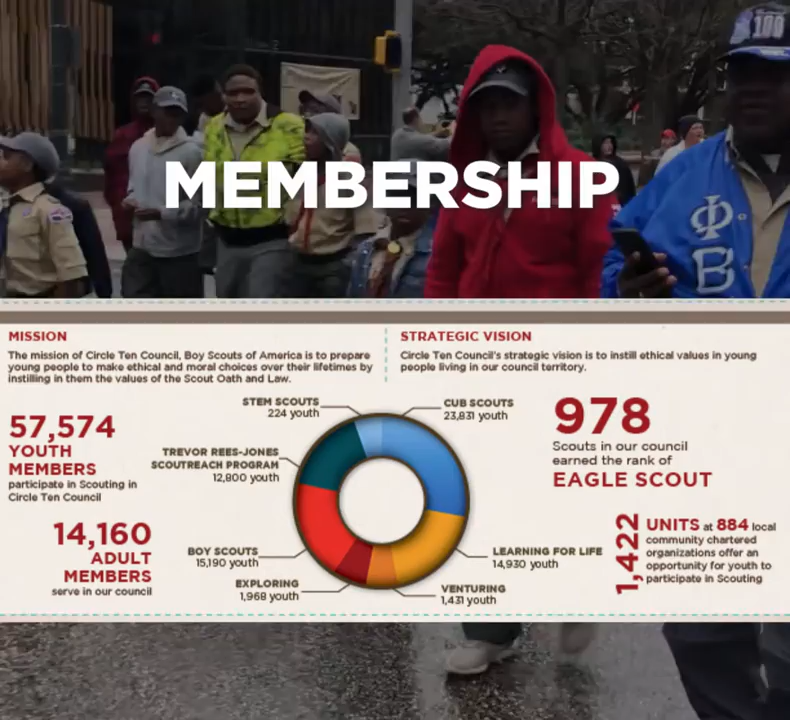 100
MEMBERSHIP
Φ
Β
MISSION
The mission of Circle Ten Council, Boy Scouts of America is to prepare
young people to make ethical and moral choices over their lifetimes by
instilling in them the values of the Scout Oath and Law.
STRATEGIC VISION
Circle Ten Council's strategic vision is to instill ethical values in young
people living in our council territory.
57,574
YOUTH
MEMBERS
participate in Scouting in
Circle Ten Council
14,160
ADULT
MEMBERS
serve in our council
STEM SCOUTS
224 youth
CUB SCOUTS
23,831 youth
TREVOR REES-JONES
SCOUTREACH PROGRAM
12,800 youth
BOY SCOUTS
15,190 youth
LEARNING FOR LIFE
14,930 youth
EXPLORING
1,968 youth
VENTURING
1,431 youth
978
Scouts in our council
earned the rank of
EAGLE SCOUT
1,422
UNITS at 884 local
community chartered
organizations offer an
opportunity for youth to
participate in Scouting